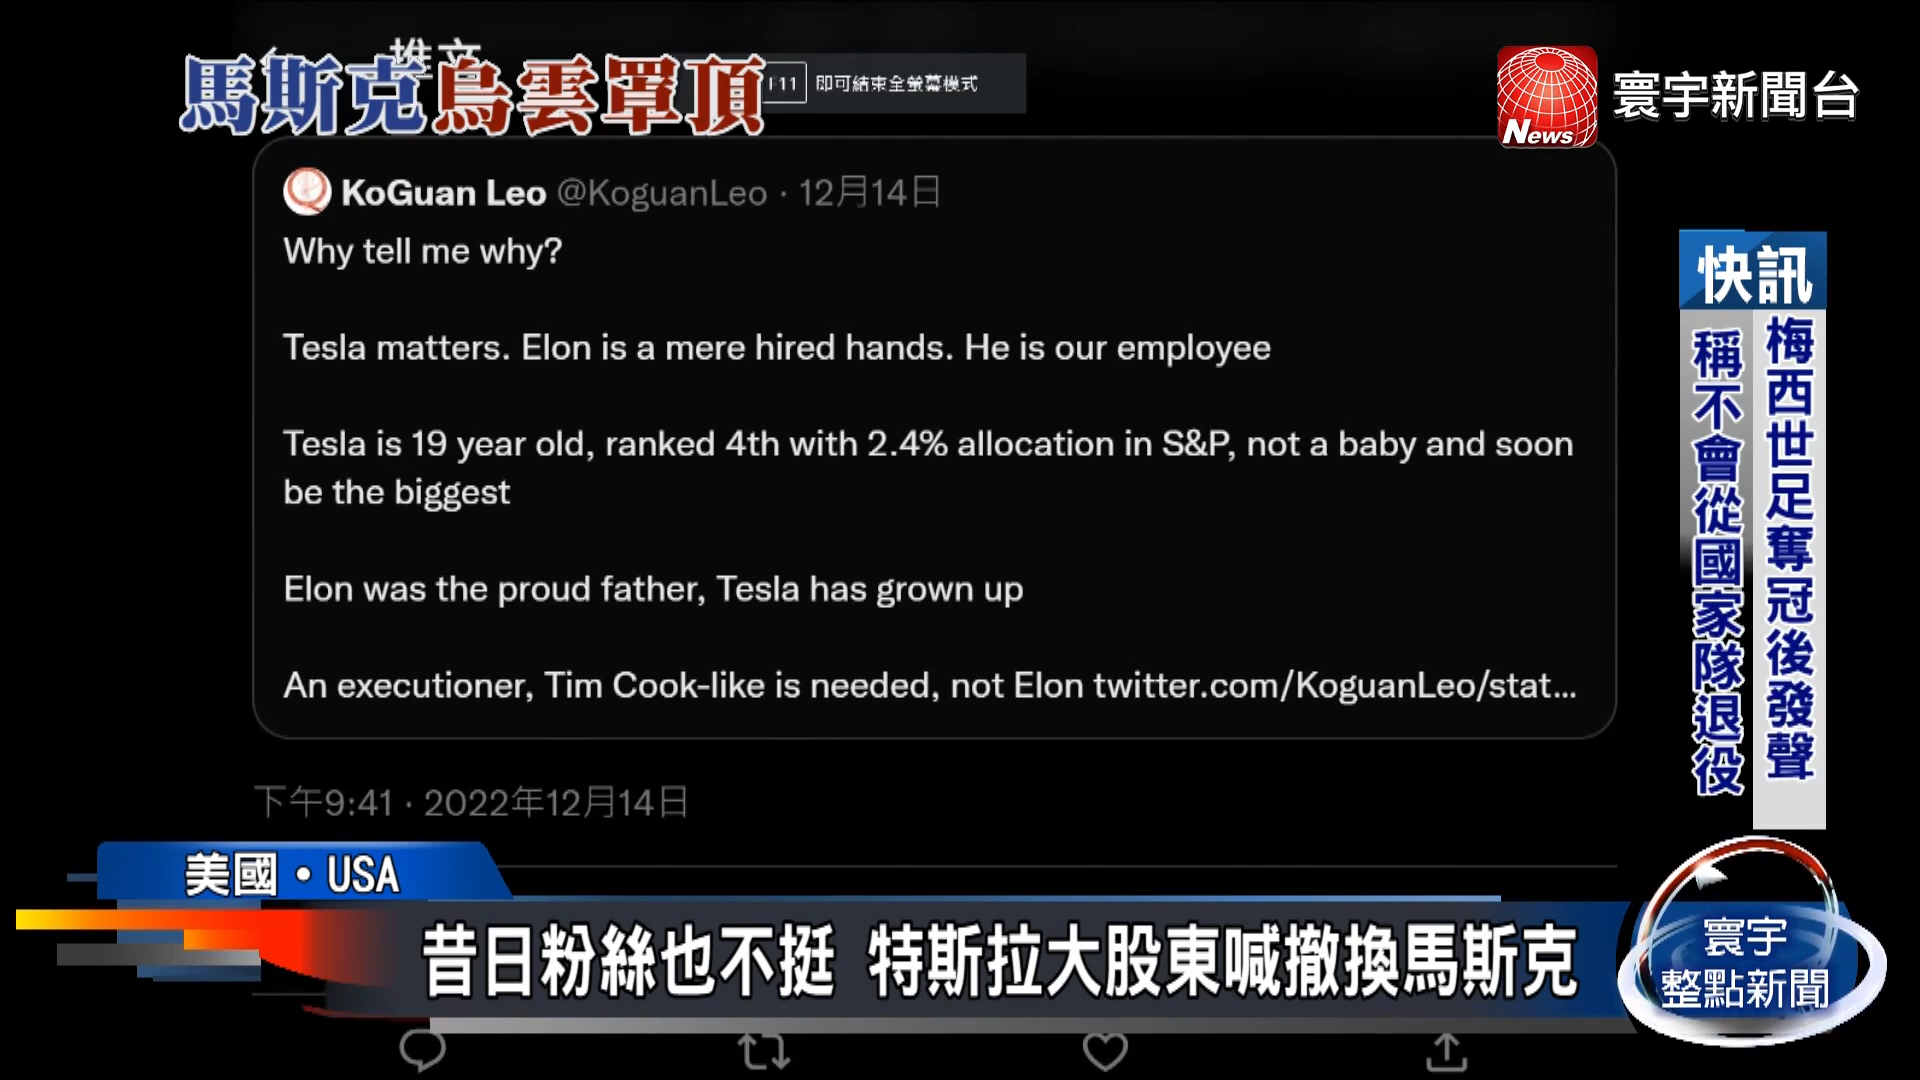 推文
馬斯克烏雲罩頂
F11 即可結束全螢幕模式
News 寰宇新聞台
KoGuan Leo @KoguanLeo · 12月14日
Why tell me why?
Tesla matters. Elon is a mere hired hands. He is our employee
Tesla is 19 year old, ranked 4th with 2.4% allocation in S&P, not a baby and soon
be the biggest
Elon was the proud father, Tesla has grown up
An executioner, Tim Cook-like is needed, not Elon twitter.com/KoguanLeo/stat...
下午9:41 · 2022年12月14日
快訊
梅西世足奪冠後發聲
稱不會從國家隊退役
美國・USA
昔日粉絲也不挺 特斯拉大股東喊撤換馬斯克
寰宇
整點新聞